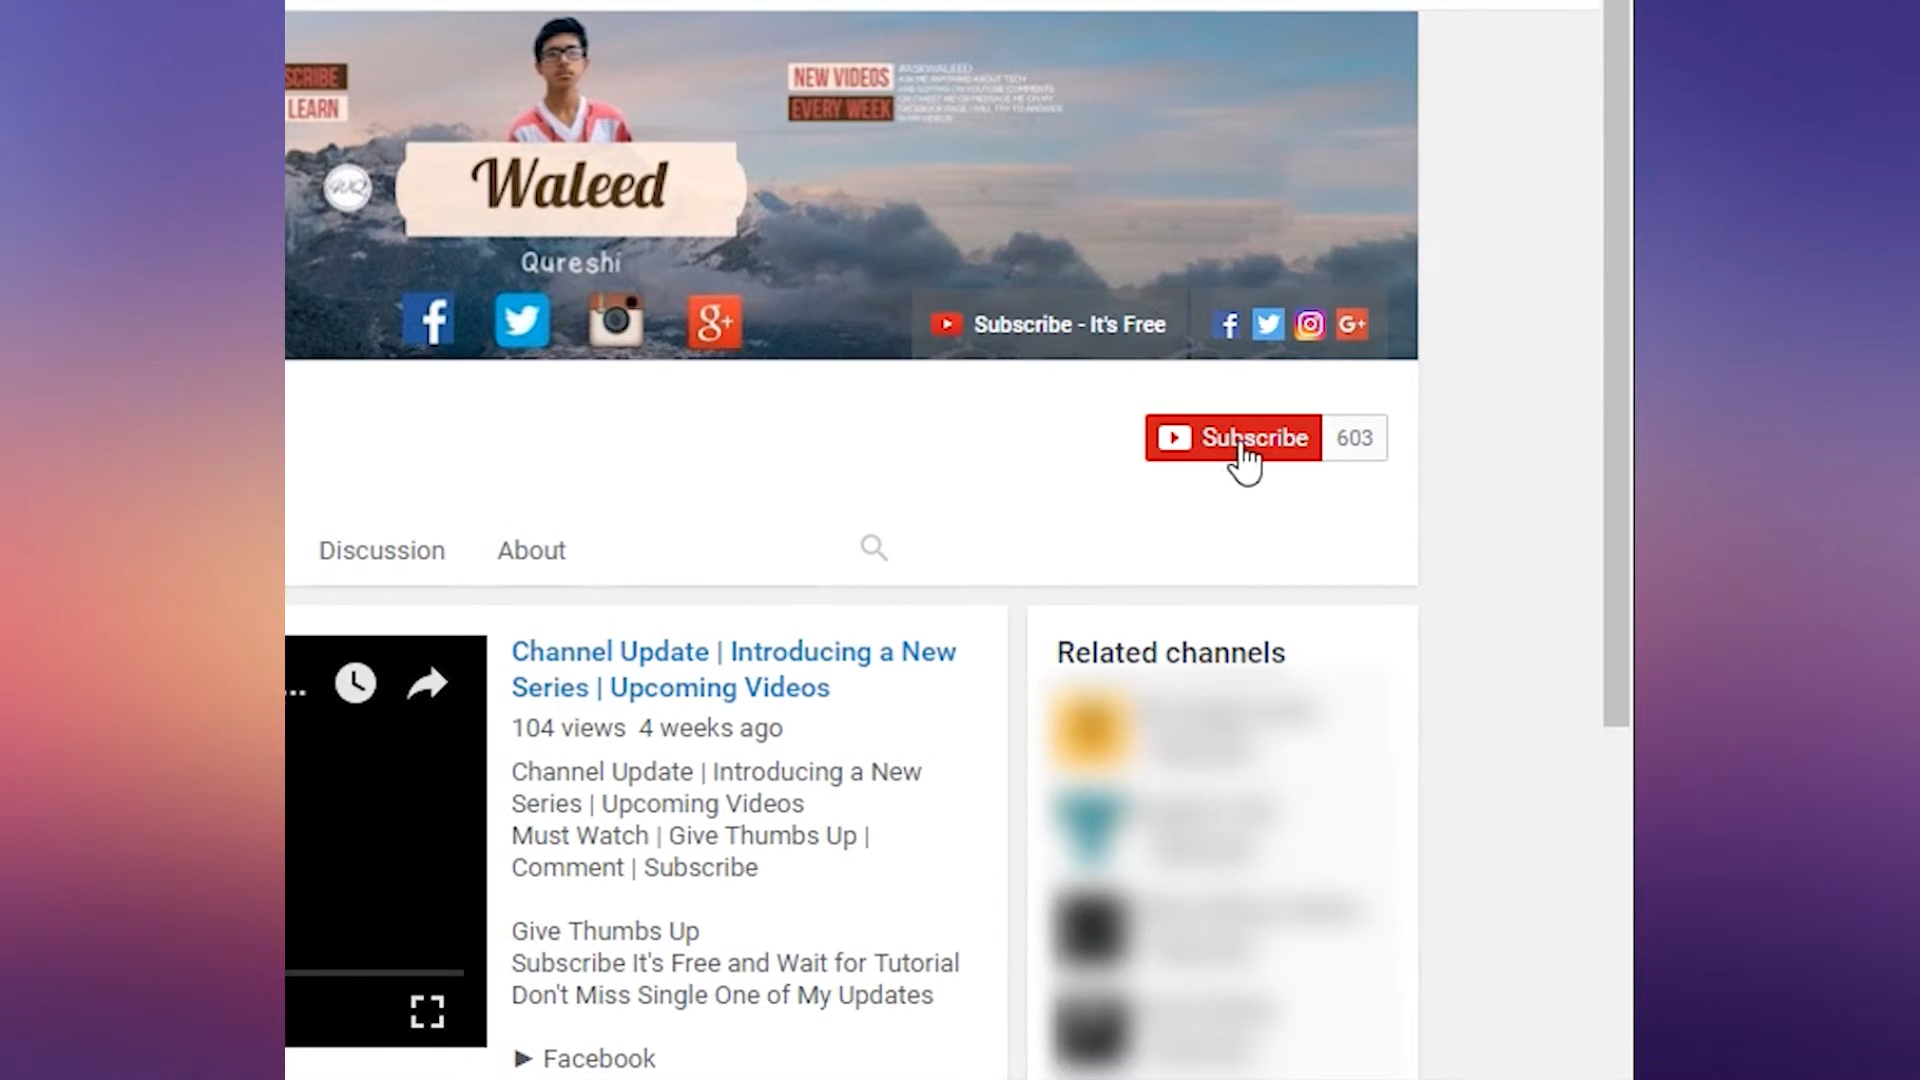 SCRIBE
LEARN
NEW VIDEOS
EVERY WEEK
#ASKWALEED
WQ
Waleed
Qureshi
Subscribe - It's Free
Subscribe
603
Discussion
About
Channel Update | Introducing a New
Series | Upcoming Videos
104 views 4 weeks ago
Channel Update | Introducing a New
Series | Upcoming Videos
Must Watch | Give Thumbs Up |
Comment | Subscribe
Give Thumbs Up
Subscribe It's Free and Wait for Tutorial
Don't Miss Single One of My Updates
► Facebook
Related channels